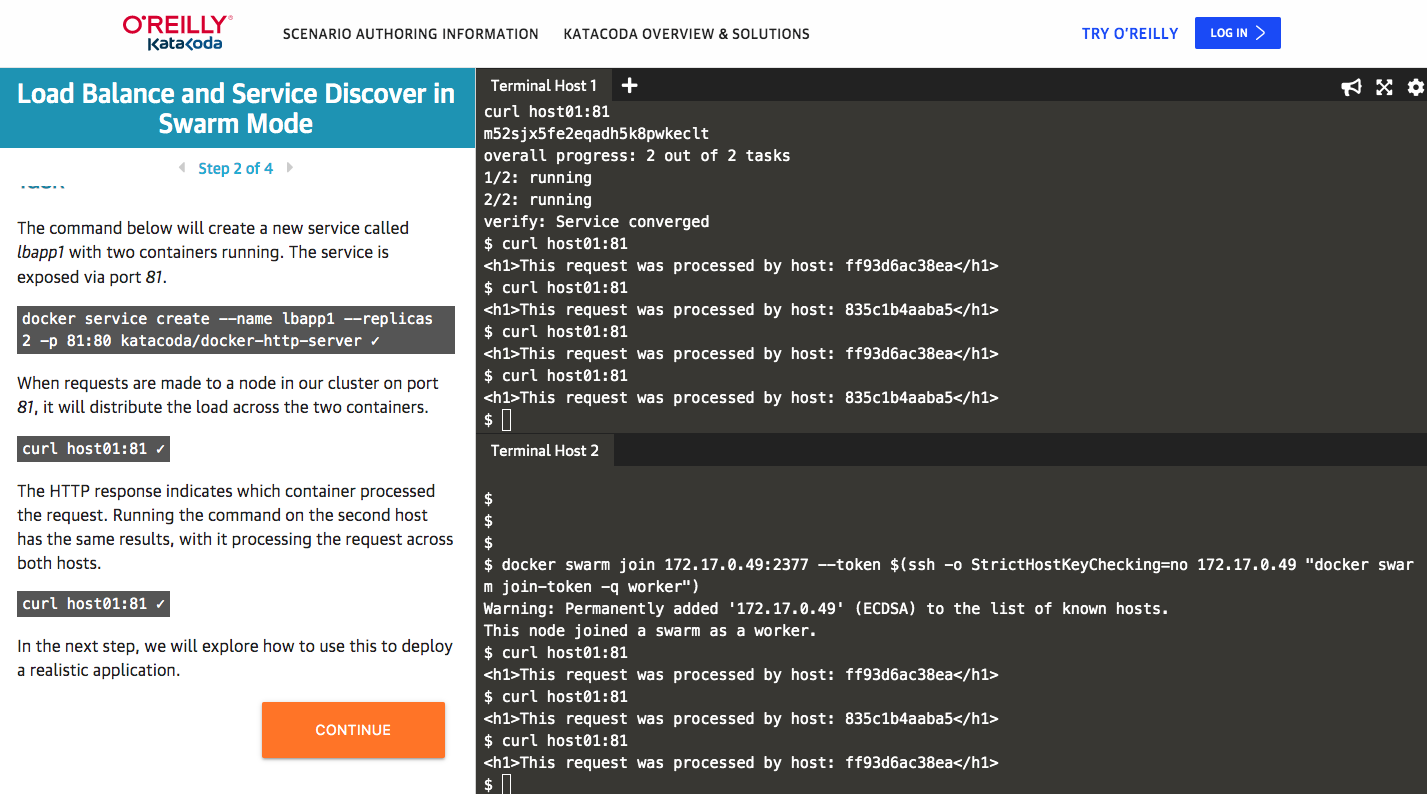 O'REILLY®
Katacoda
SCENARIO AUTHORING INFORMATION
KATACODA OVERVIEW & SOLUTIONS
TRY O'REILLY
LOG IN
Load Balance and Service Discover in
Swarm Mode
Step 2 of 4
The command below will create a new service called
lbapp1 with two containers running. The service is
exposed via port 81.
docker service create --name lbapp1 --replicas
2 -p 81:80 katacoda/docker-http-server ✓
When requests are made to a node in our cluster on port
81, it will distribute the load across the two containers.
curl host01:81 ✓
The HTTP response indicates which container processed
the request. Running the command on the second host
has the same results, with it processing the request across
both hosts.
curl host01:81 ✓
In the next step, we will explore how to use this to deploy
a realistic application.
CONTINUE
Terminal Host 1
curl host01:81
m52sjx5fe2eqadh5k8pwkeclt
overall progress: 2 out of 2 tasks
1/2: running
2/2: running
verify: Service converged
$ curl host01:81
<h1>This request was processed by host: ff93d6ac38ea</h1>
$ curl host01:81
<h1>This request was processed by host: 835c1b4aaba5</h1>
$ curl host01:81
<h1>This request was processed by host: ff93d6ac38ea</h1>
$ curl host01:81
<h1>This request was processed by host: 835c1b4aaba5</h1>
$
Terminal Host 2
$
$
$
$ docker swarm join 172.17.0.49:2377 --token $(ssh -o StrictHostKeyChecking=no 172.17.0.49 "docker swar
m join-token -q worker")
Warning: Permanently added '172.17.0.49' (ECDSA) to the list of known hosts.
This node joined a swarm as a worker.
$ curl host01:81
<h1>This request was processed by host: ff93d6ac38ea</h1>
$ curl host01:81
<h1>This request was processed by host: 835c1b4aaba5</h1>
$ curl host01:81
<h1>This request was processed by host: ff93d6ac38ea</h1>
$